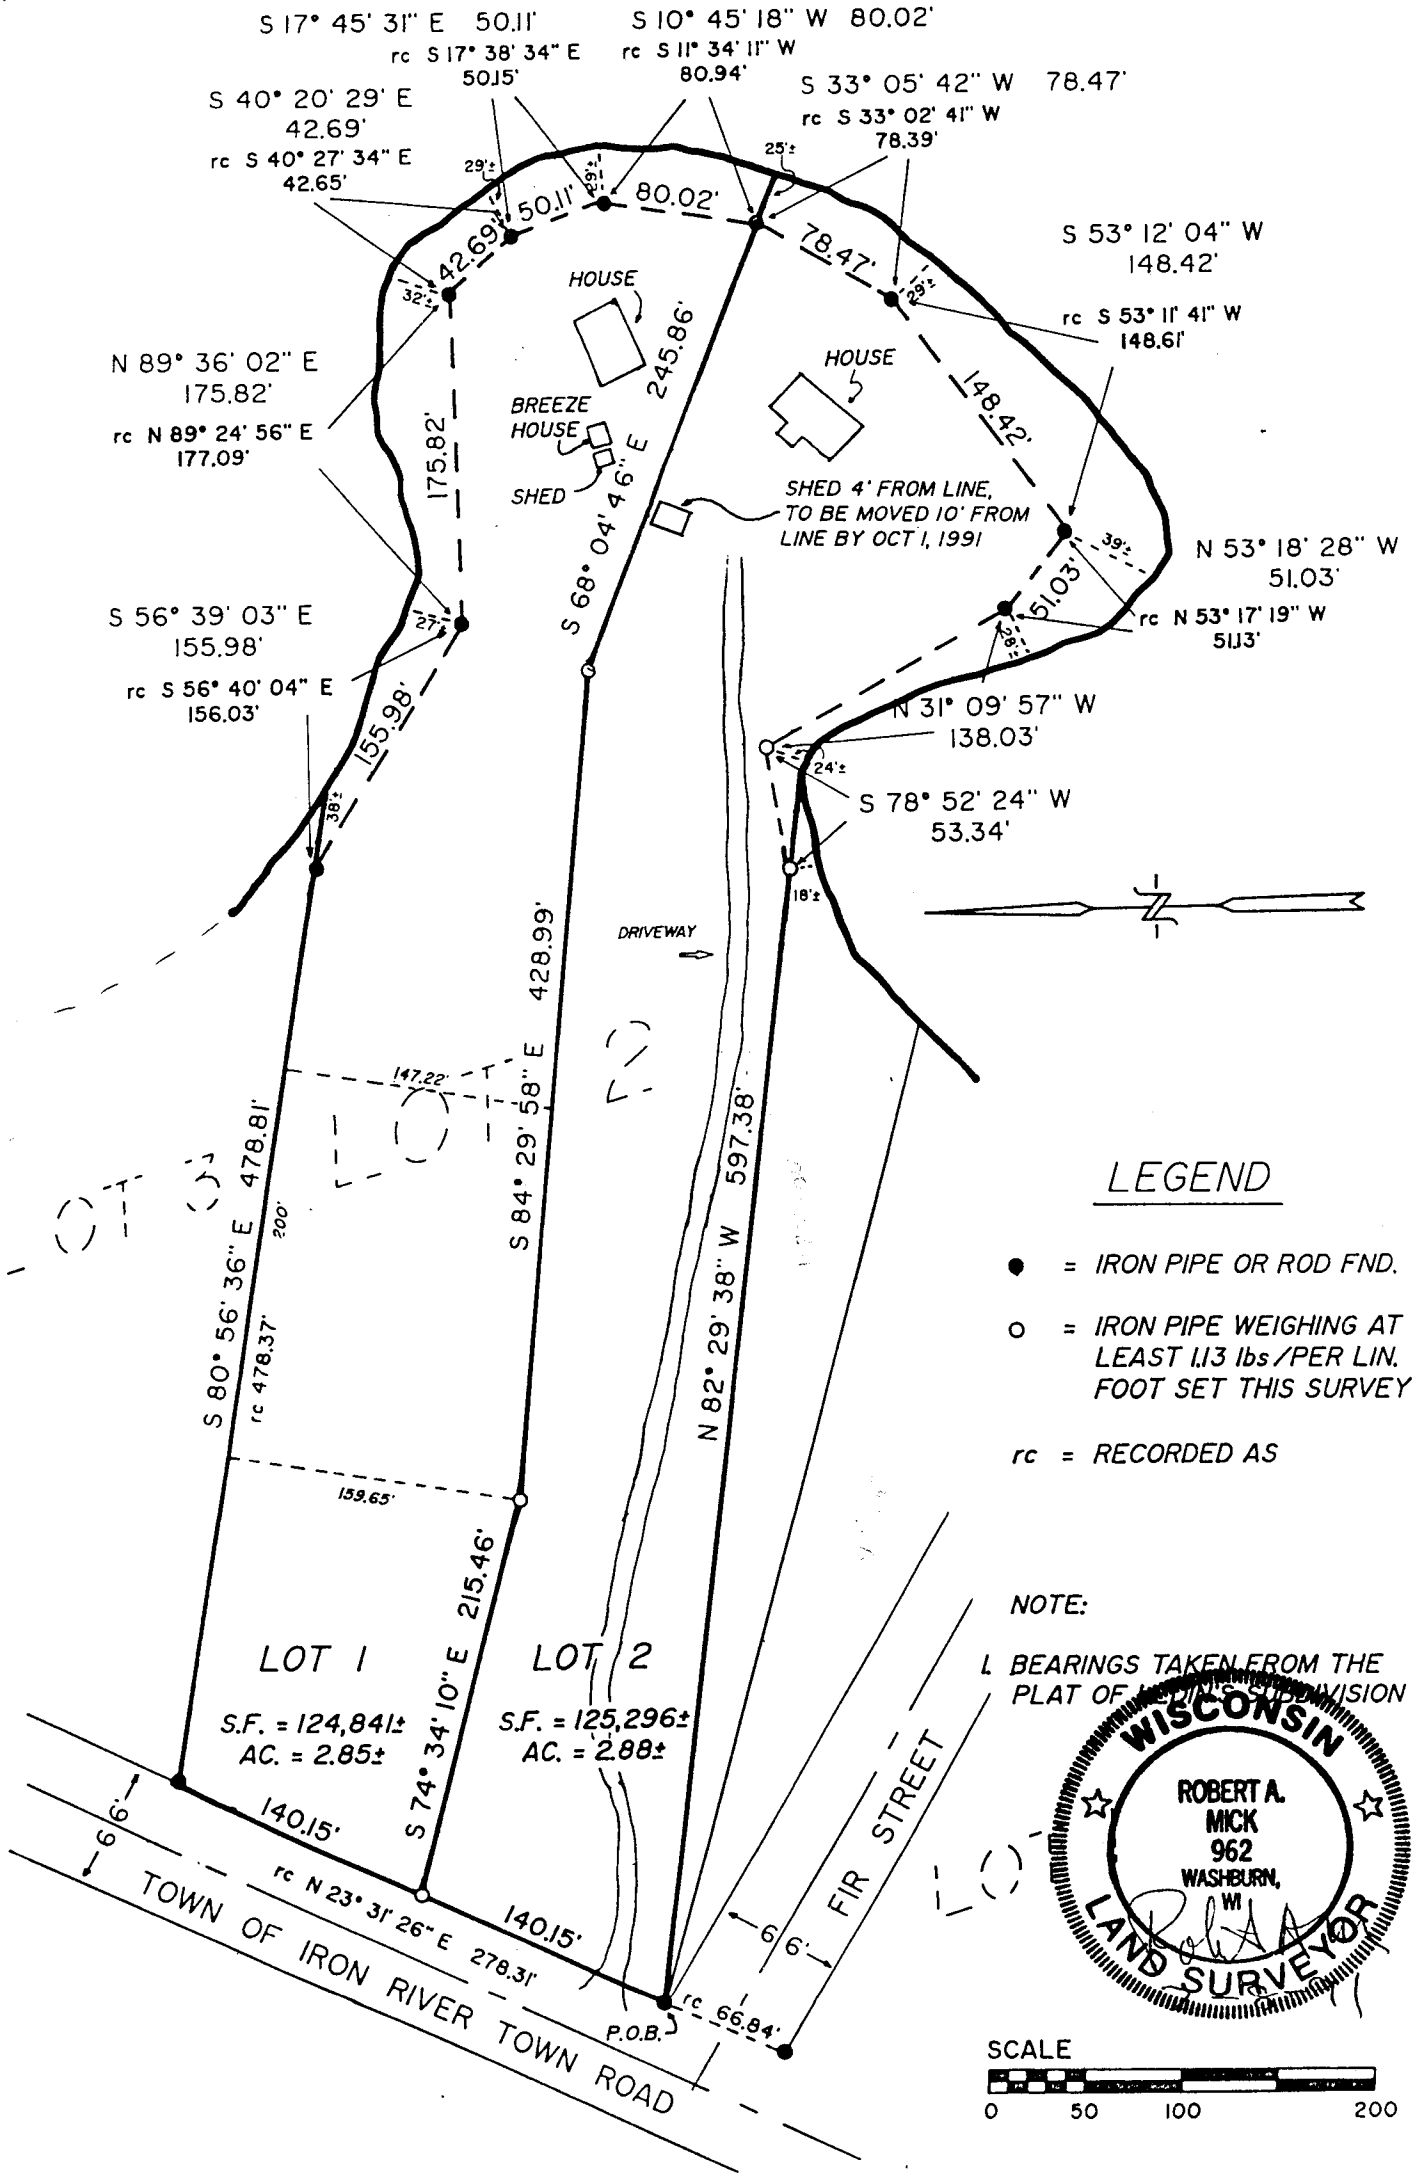 S 17° 45' 31" E 50.11'
rc S 17° 38' 34" E
50.15'
S 10° 45' 18" W 80.02'
rc S 11° 34' 11" W
80.94'
S 33° 05' 42" W 78.47'
rc S 33° 02' 41" W
78.39'
S 40° 20' 29" E
42.69'
rc S 40° 27' 34" E
42.65'
29'±
29'±
25'±
50.11'
80.02'
42.69'
78.47'
S 53° 12' 04" W
148.42'
rc S 53° 11' 41" W
148.61'
32'±
29'±
HOUSE
245.86'
HOUSE
N 89° 36' 02" E
175.82'
rc N 89° 24' 56" E
177.09'
175.82'
BREEZE
HOUSE
SHED
148.42'
SHED 4' FROM LINE,
TO BE MOVED 10' FROM
LINE BY OCT 1, 1991
S 68° 04' 46" E
39'±
N 53° 18' 28" W
51.03'
rc N 53° 17' 19" W
51.13'
51.03'
28'±
S 56° 39' 03" E
155.98'
rc S 56° 40' 04" E
156.03'
27'±
155.98'
N 31° 09' 57" W
138.03'
24'±
38'±
S 78° 52' 24" W
53.34'
18'±
DRIVEWAY
S 84° 29' 58" E 428.99'
147.22'
LOT 2
OT 3
S 80° 56' 36" E 478.81'
200'
rc 478.37'
N 82° 29' 38" W 597.38'
159.65'
LEGEND
= IRON PIPE OR ROD FND.
= IRON PIPE WEIGHING AT
LEAST 1.13 lbs/PER LIN.
FOOT SET THIS SURVEY
rc = RECORDED AS
S 74° 34' 10" E 215.46'
LOT 1
S.F. = 124,841±
AC. = 2.85±
LOT 2
S.F. = 125,296±
AC. = 2.88±
NOTE:
1. BEARINGS TAKEN FROM THE
PLAT OF SUBDIVISION
WISCONSIN
ROBERT A.
MICK
962
WASHBURN,
WI
LAND SURVEYOR
LO
FIR STREET
66'
66'
140.15'
140.15'
rc N 23° 31' 26" E 278.31'
TOWN OF IRON RIVER TOWN ROAD
P.O.B.
rc 66.84'
SCALE
0 50 100 200